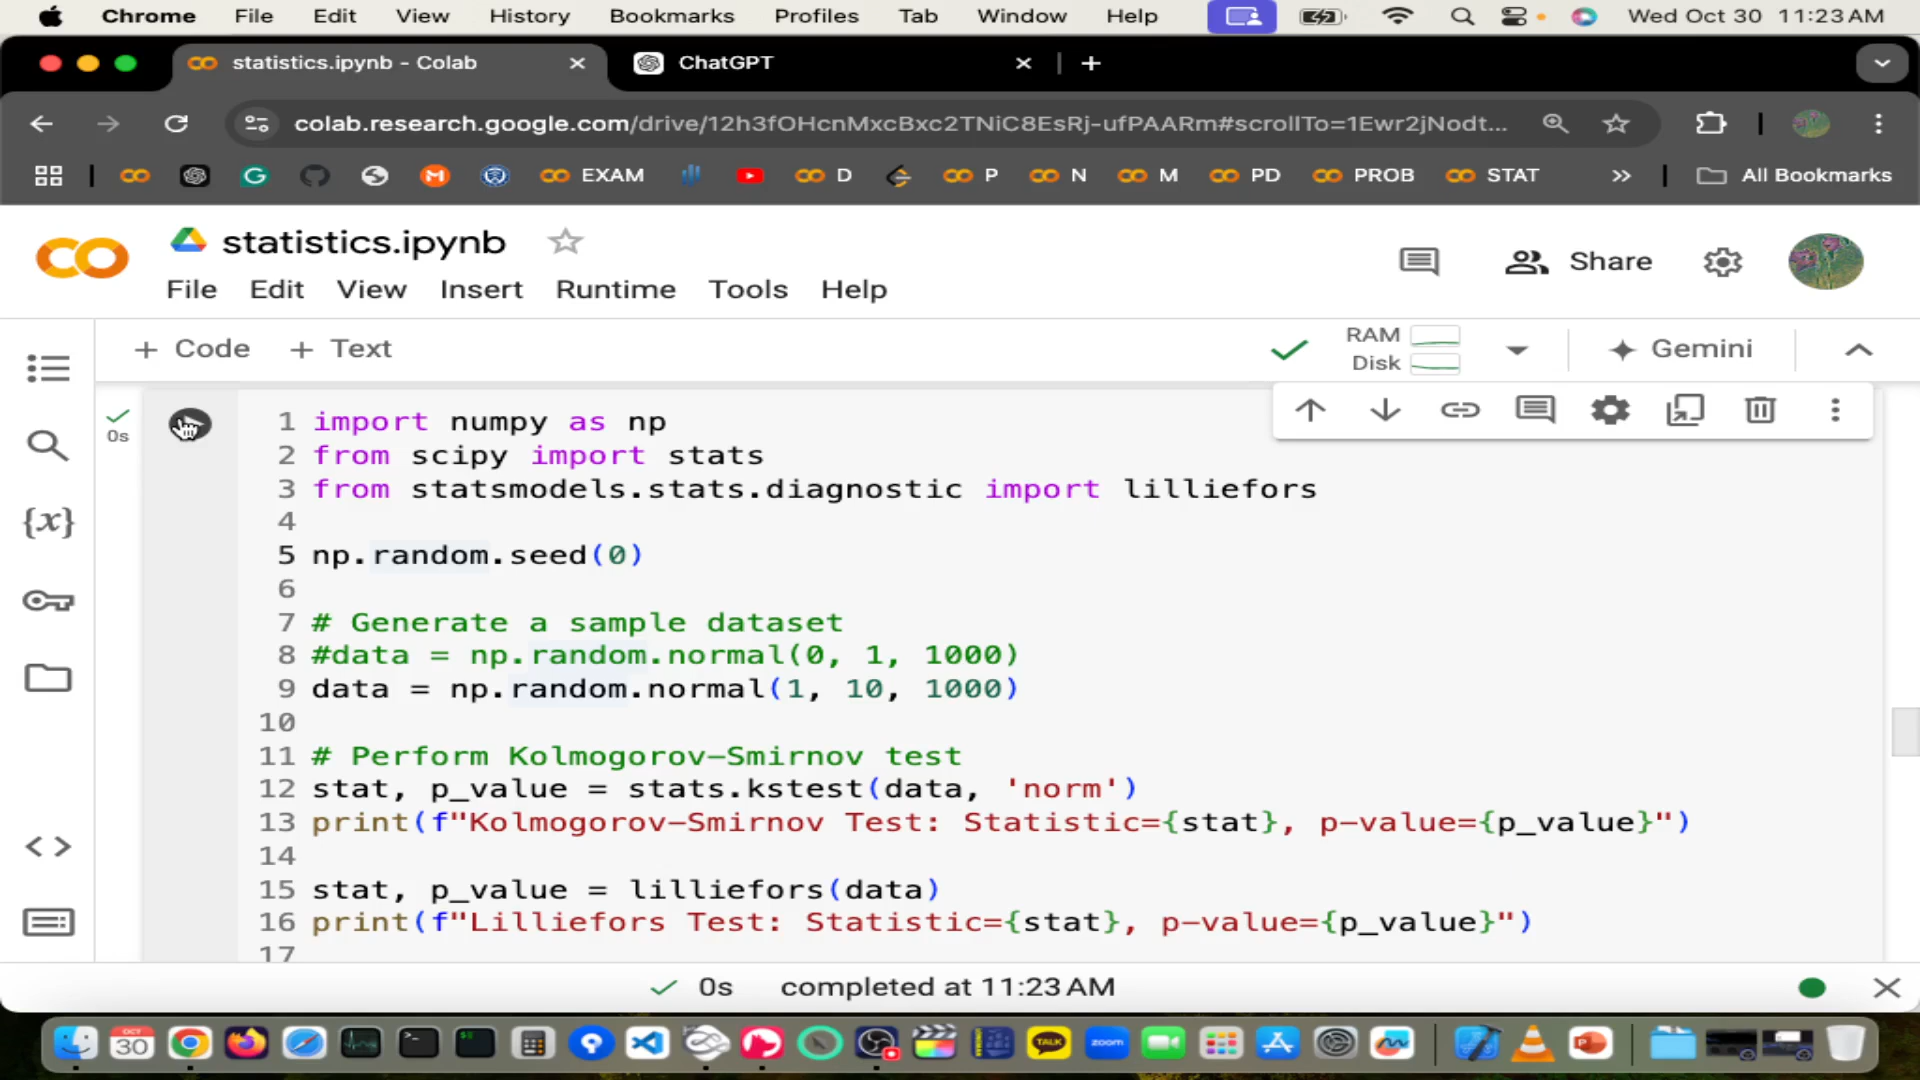 Chrome File Edit View History Bookmarks Profiles Tab Window Help Wed Oct 30 11:23 AM
statistics.ipynb - Colab ChatGPT
colab.research.google.com/drive/12h3fOHcnMxcBxc2TNiC8EsRj-ufPAARm#scrollTo=1Ewr2jNodt...
EXAM D P N M PD PROB STAT » All Bookmarks
statistics.ipynb
Share
File Edit View Insert Runtime Tools Help
+ Code + Text
RAM
Disk
Gemini
0s
1 import numpy as np
2 from scipy import stats
3 from statsmodels.stats.diagnostic import lilliefors
4
5 np.random.seed(0)
6
7 # Generate a sample dataset
8 #data = np.random.normal(0, 1, 1000)
9 data = np.random.normal(1, 10, 1000)
10
11 # Perform Kolmogorov-Smirnov test
12 stat, p_value = stats.kstest(data, 'norm')
13 print(f"Kolmogorov-Smirnov Test: Statistic={stat}, p-value={p_value}")
14
15 stat, p_value = lilliefors(data)
16 print(f"Lilliefors Test: Statistic={stat}, p-value={p_value}")
17
{x}
0s completed at 11:23 AM
OCT
30
TALK
zoom